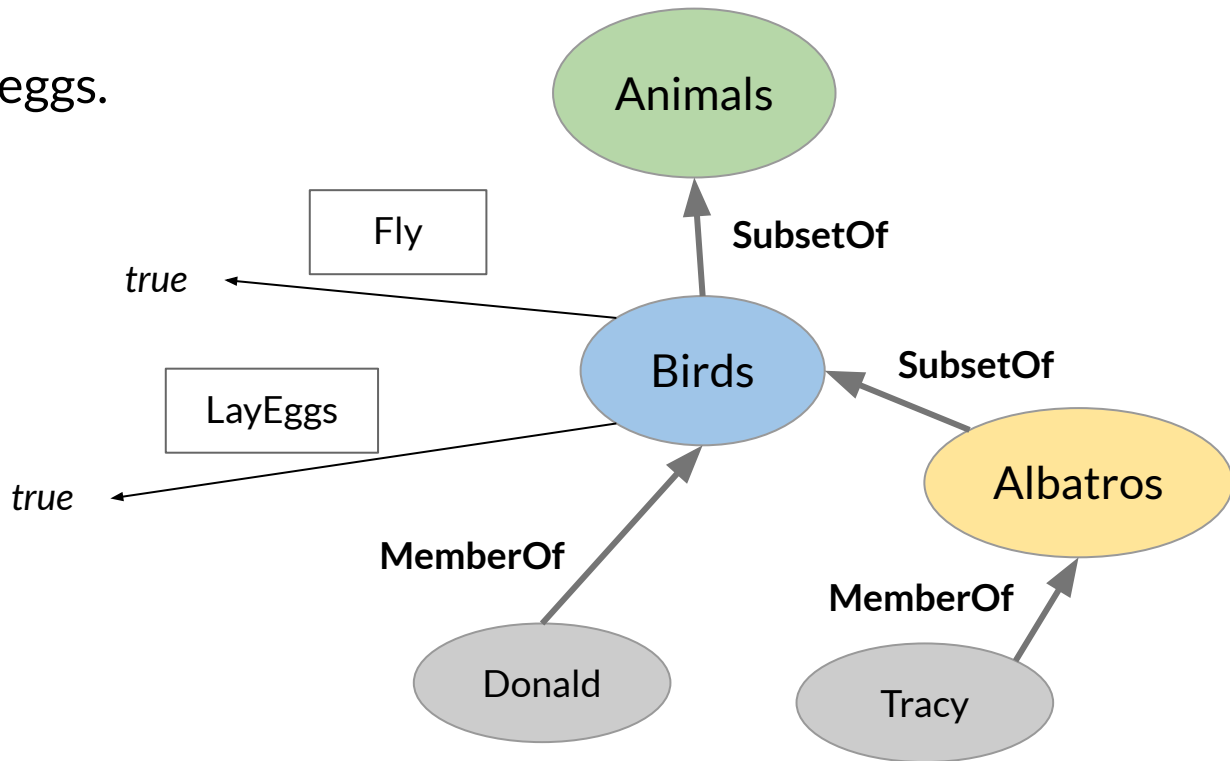 eggs.
Animals
Fly
SubsetOf
true
Birds
SubsetOf
LayEggs
Albatros
true
MemberOf
MemberOf
Donald
Tracy